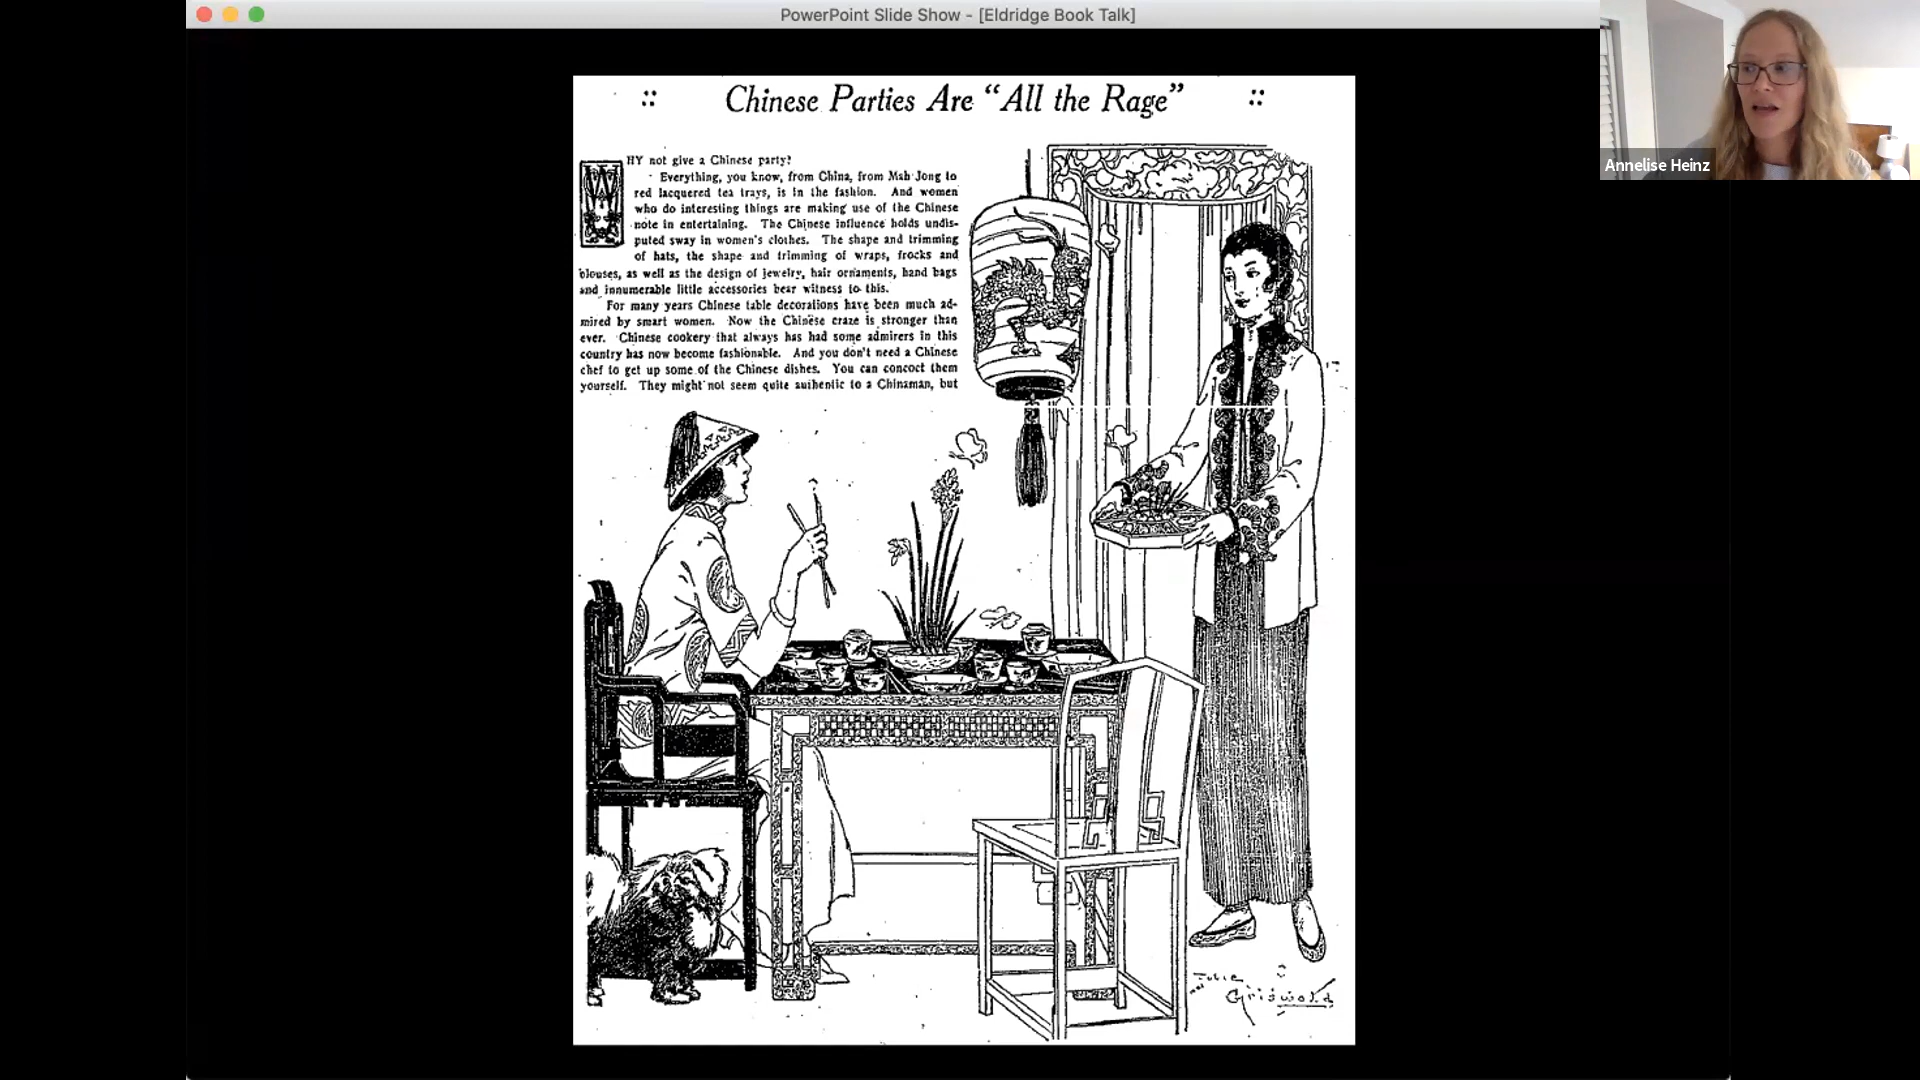 PowerPoint Slide Show - [Eldridge Book Talk]
Annelise Heinz
:: Chinese Parties Are “All the Rage” ::
WHY not give a Chinese party?
Everything, you know, from China, from Mah Jong to
red lacquered tea trays, is in the fashion. And women
who do interesting things are making use of the Chinese
note in entertaining. The Chinese influence holds undis-
puted sway in women's clothes. The shape and trimming
of hats, the shape and trimming of wraps, frocks and
blouses, as well as the design of jewelry, hair ornaments, hand bags
and innumerable little accessories bear witness to this.
For many years Chinese table decorations have been much ad-
mired by smart women. Now the Chinese craze is stronger than
ever. Chinese cookery that always has had some admirers in this
country has now become fashionable. And you don't need a Chinese
chef to get up some of the Chinese dishes. You can concoct them
yourself. They might not seem quite authentic to a Chinaman, but
Griswold